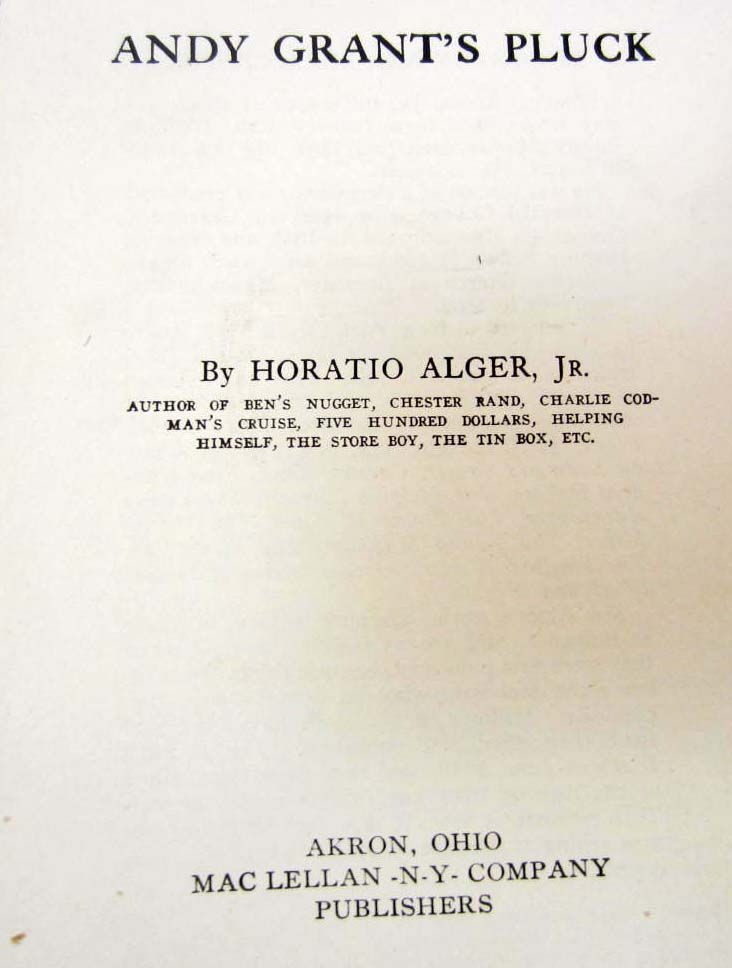 ANDY GRANT'S PLUCK
By HORATIO ALGER, JR.
AUTHOR OF BEN'S NUGGET, CHESTER RAND, CHARLIE COD-
MAN'S CRUISE, FIVE HUNDRED DOLLARS, HELPING
HIMSELF, THE STORE BOY, THE TIN BOX, ETC.
AKRON, OHIO
MAC LELLAN -N-Y- COMPANY
PUBLISHERS